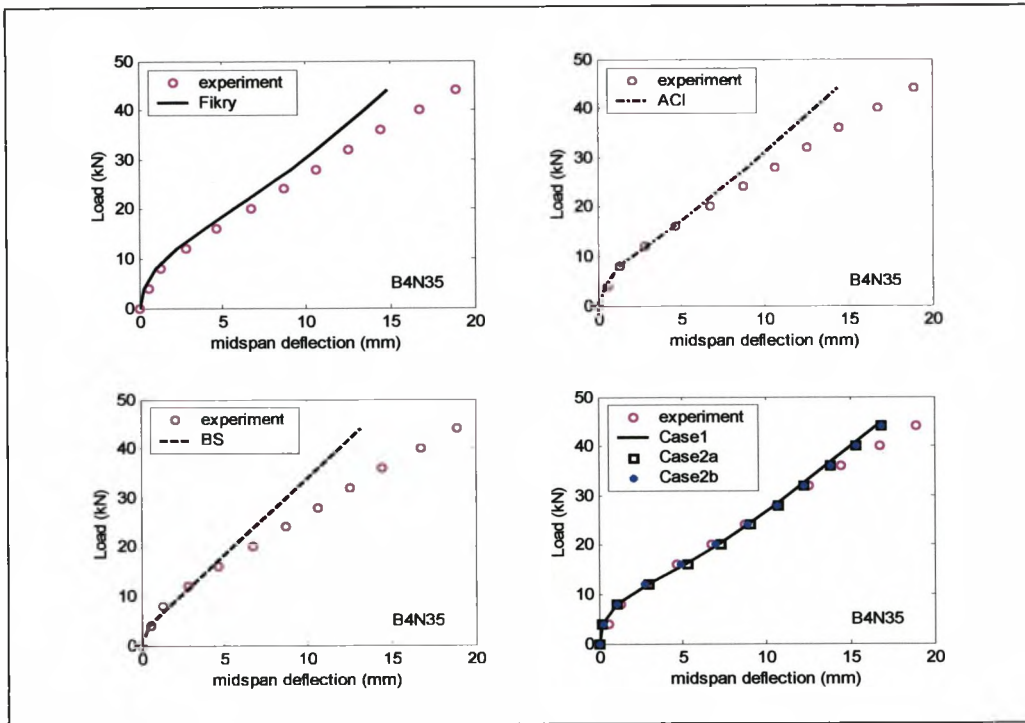 50
40
30
20
10
0
Load (kN)
experiment
Fikry
B4N35
0 5 10 15 20
midspan deflection (mm)
50
40
30
20
10
0
Load (kN)
experiment
ACI
B4N35
0 5 10 15 20
midspan deflection (mm)
50
40
30
20
10
0
Load (kN)
experiment
BS
B4N35
0 5 10 15 20
midspan deflection (mm)
50
40
30
20
10
0
Load (kN)
experiment
Case1
Case2a
Case2b
B4N35
0 5 10 15 20
midspan deflection (mm)